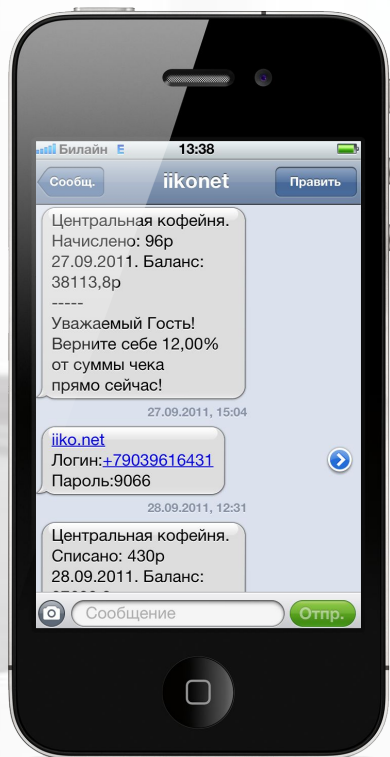 Билайн E 13:38
Сообщ. iikonet Править
Центральная кофейня.
Начислено: 96р
27.09.2011. Баланс:
38113,8р
-----
Уважаемый Гость!
Верните себе 12,00%
от суммы чека
прямо сейчас!
27.09.2011, 15:04
iiko.net
Логин:+79039616431
Пароль:9066
28.09.2011, 12:31
Центральная кофейня.
Списано: 430р
28.09.2011. Баланс:
Сообщение Отпр.